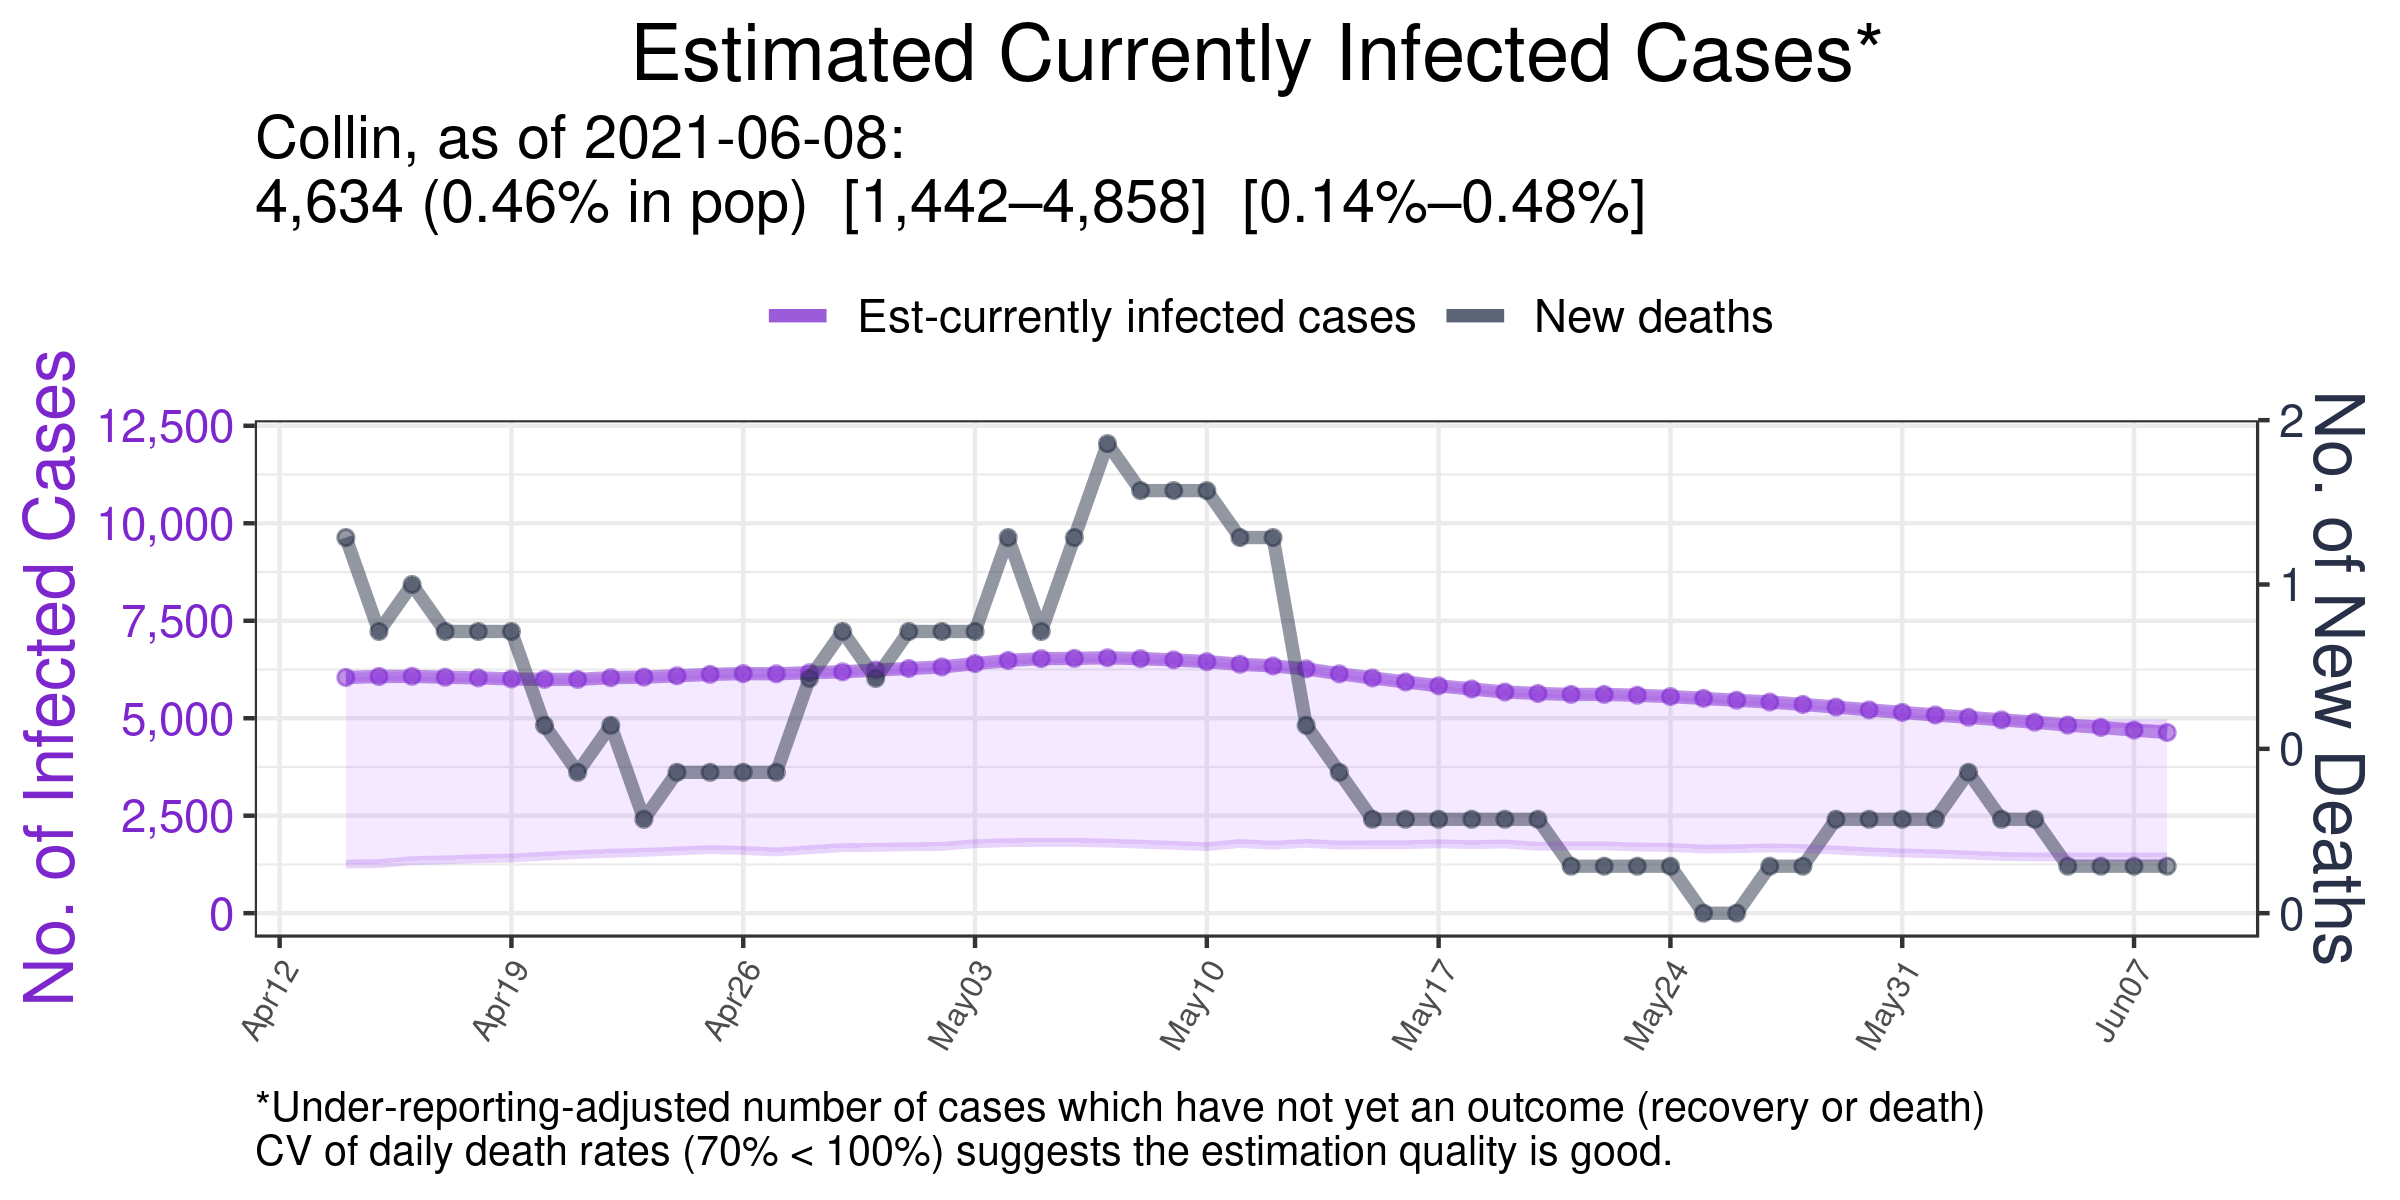 Estimated Currently Infected Cases*
Collin, as of 2021-06-08:
4,634 (0.46% in pop)  [1,442–4,858]  [0.14%–0.48%]
Est-currently infected cases
New deaths
No. of Infected Cases
12,500
10,000
7,500
5,000
2,500
0
2
1
0
0
No. of New Deaths
Apr12
Apr19
Apr26
May03
May10
May17
May24
May31
Jun07
*Under-reporting-adjusted number of cases which have not yet an outcome (recovery or death)
CV of daily death rates (70% < 100%) suggests the estimation quality is good.